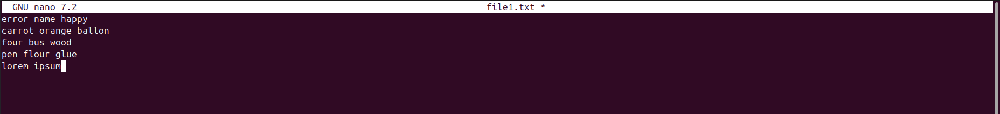 GNU nano 7.2 file1.txt *
error name happy
carrot orange ballon
four bus wood
pen flour glue
lorem ipsum